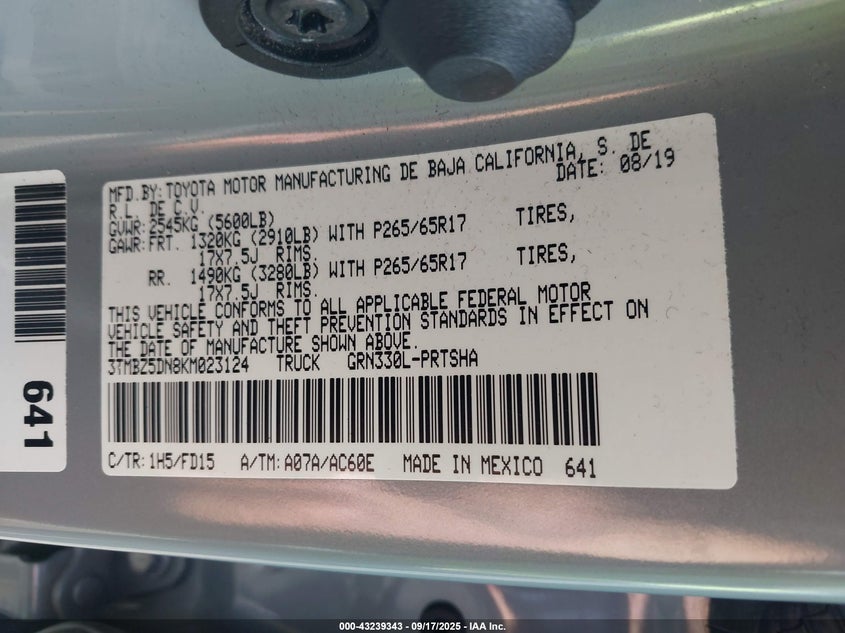 MFD.BY:TOYOTA MOTOR MANUFACTURING DE BAJA CALIFORNIA, S. DE
R.L. DE C.V. DATE: 08/19
GVWR:2545KG (5600LB)
GAWR:FRT. 1320KG (2910LB) WITH P265/65R17 TIRES,
17X7.5J RIMS.
RR. 1490KG (3280LB) WITH P265/65R17 TIRES,
17X7.5J RIMS.
THIS VEHICLE CONFORMS TO ALL APPLICABLE FEDERAL MOTOR
VEHICLE SAFETY AND THEFT PREVENTION STANDARDS IN EFFECT ON
THE DATE OF MANUFACTURE SHOWN ABOVE.
3TMBZ5DN8KM023124 TRUCK GRN330L-PRTSHA
C/TR:1H5/FD15 A/TM:A07A/AC60E MADE IN MEXICO 641
641
000-43239343 - 09/17/2025 - IAA Inc.